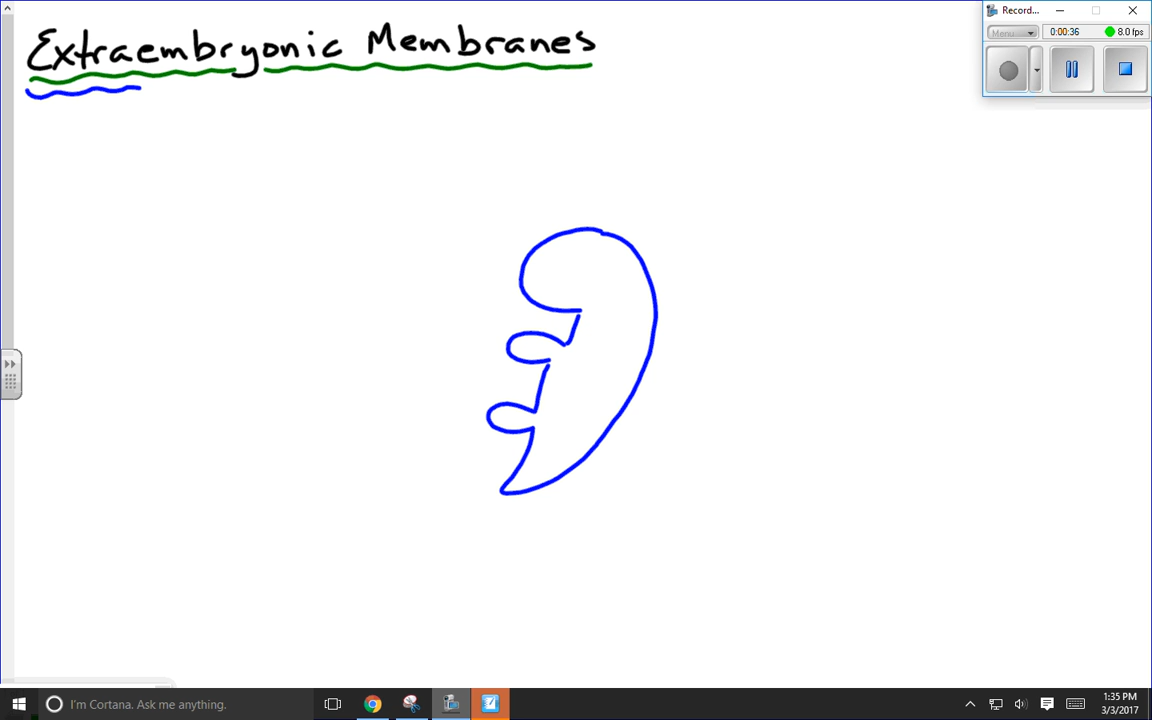 Extraembryonic Membranes
Record...
Menu
0:00:36
8.0 fps
I'm Cortana. Ask me anything.
1:35 PM
3/3/2017